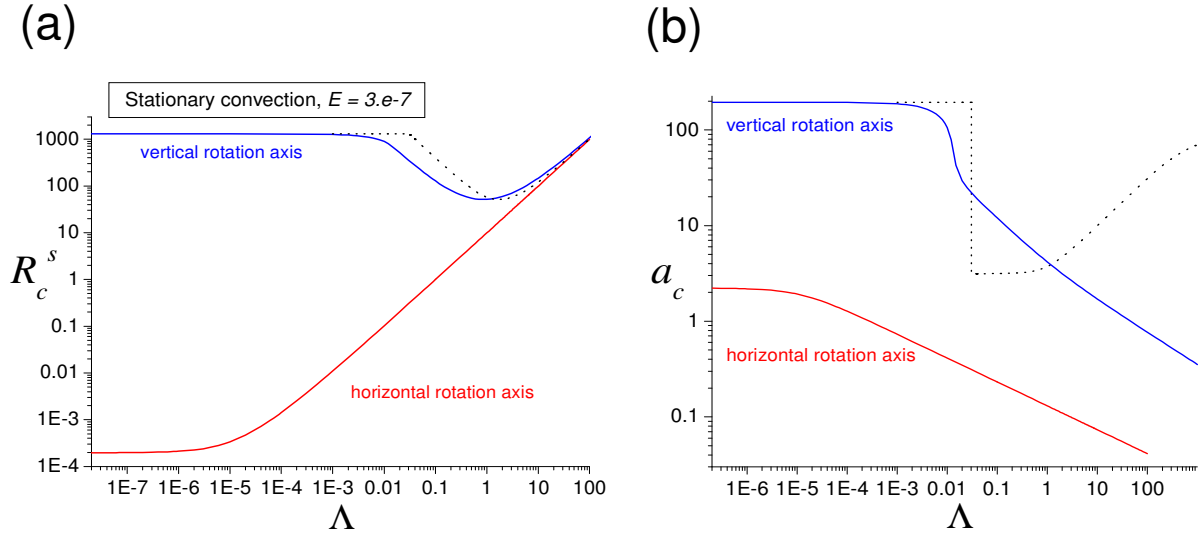 (a)
Stationary convection, E = 3.e-7
1000
100
10
1
0.1
0.01
1E-3
1E-4
R_c^s
vertical rotation axis
horizontal rotation axis
1E-7 1E-6 1E-5 1E-4 1E-3 0.01 0.1 1 10 100
Λ
(b)
100
10
1
0.1
a_c
vertical rotation axis
horizontal rotation axis
1E-6 1E-5 1E-4 1E-3 0.01 0.1 1 10 100
Λ